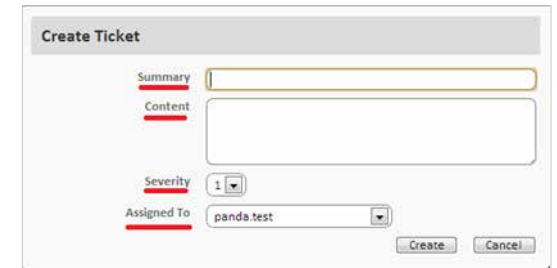 Create Ticket
Summary
Content
Severity 1
Assigned To panda.test
Create Cancel